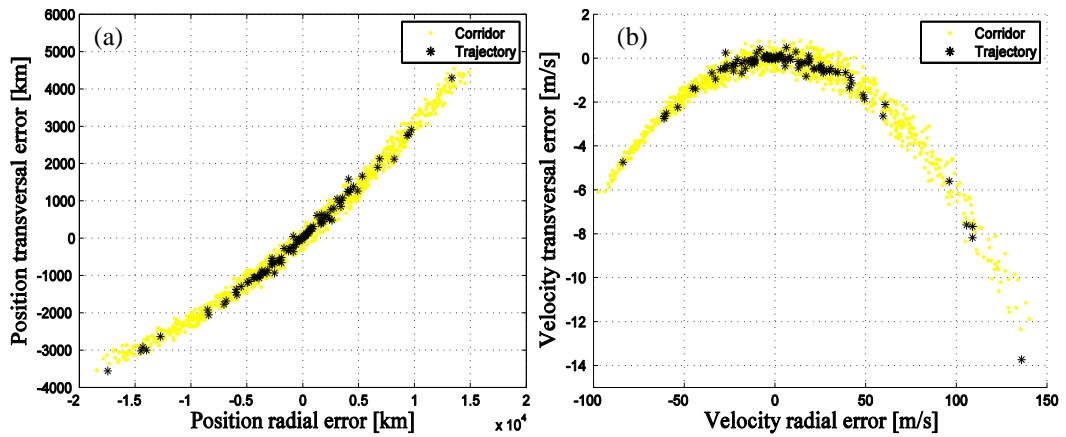 (a)
Corridor
Trajectory
Position transversal error [km]
6000
5000
4000
3000
2000
1000
0
-1000
-2000
-3000
-4000
-2 -1.5 -1 -0.5 0 0.5 1 1.5 2
x 10⁴
Position radial error [km]
(b)
Corridor
Trajectory
Velocity transversal error [m/s]
2
0
-2
-4
-6
-8
-10
-12
-14
-100 -50 0 50 100 150
Velocity radial error [m/s]